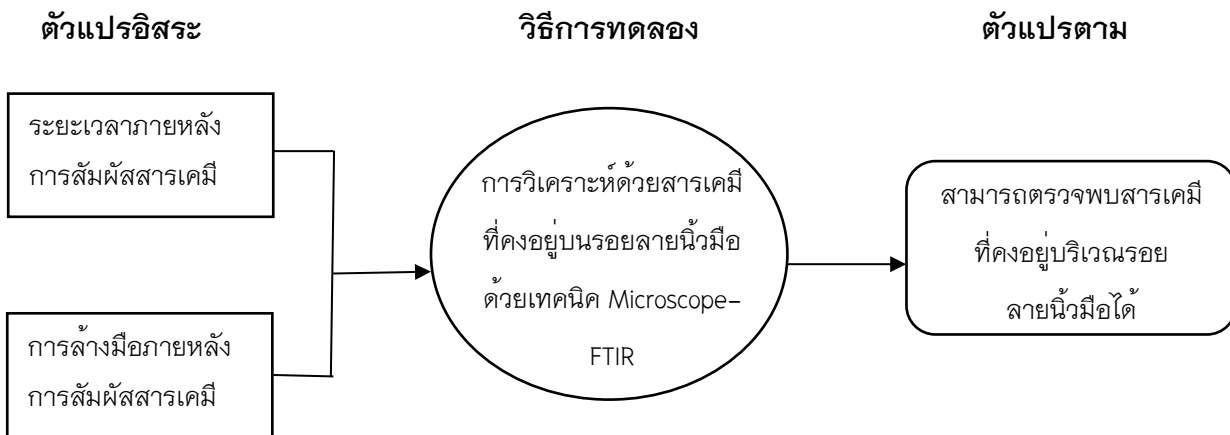 ตัวแปรอิสระ
วิธีการทดลอง
ตัวแปรตาม
ระยะเวลาภายหลัง
การสัมผัสสารเคมี
การล้างมือภายหลัง
การสัมผัสสารเคมี
การวิเคราะห์ด้วยสารเคมี
ที่คงอยู่บนรอยลายนิ้วมือ
ด้วยเทคนิค Microscope-
FTIR
สามารถตรวจพบสารเคมี
ที่คงอยู่บริเวณรอย
ลายนิ้วมือได้